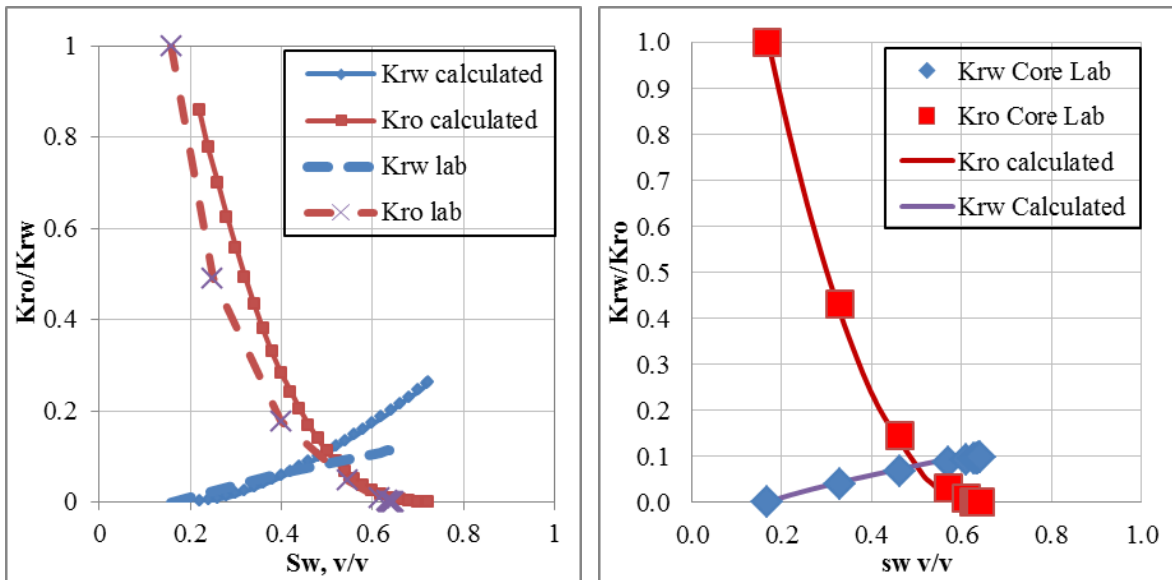 1
0.8
0.6
0.4
0.2
0
Kro/Krw
0 0.2 0.4 0.6 0.8 1
Sw, v/v
Krw calculated
Kro calculated
Krw lab
Kro lab
1.0
0.9
0.8
0.7
0.6
0.5
0.4
0.3
0.2
0.1
0.0
Krw/Kro
0.0 0.2 0.4 0.6 0.8 1.0
sw v/v
Krw Core Lab
Kro Core Lab
Kro calculated
Krw Calculated